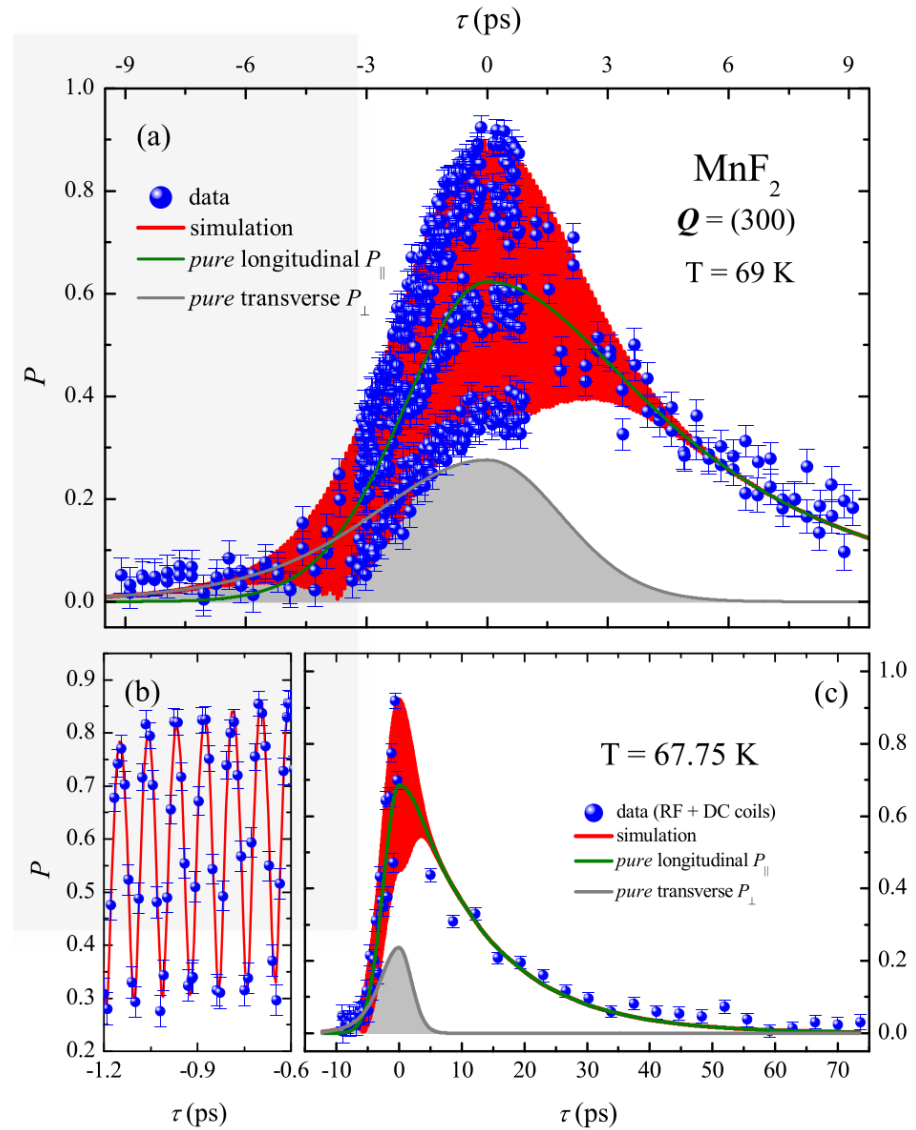 τ (ps)
-9 -6 -3 0 3 6 9
1.0
0.8
0.6
0.4
0.2
0.0
P
(a)
data
simulation
pure longitudinal P∥
pure transverse P⊥
MnF₂
Q = (300)
T = 69 K
(b)
0.9
0.8
0.7
0.6
0.5
0.4
0.3
0.2
P
-1.2 -0.9 -0.6
τ (ps)
(c)
T = 67.75 K
data (RF + DC coils)
simulation
pure longitudinal P∥
pure transverse P⊥
0.8
0.6
0.4
0.2
0.0
1.0
-10 0 10 20 30 40 50 60 70
τ (ps)